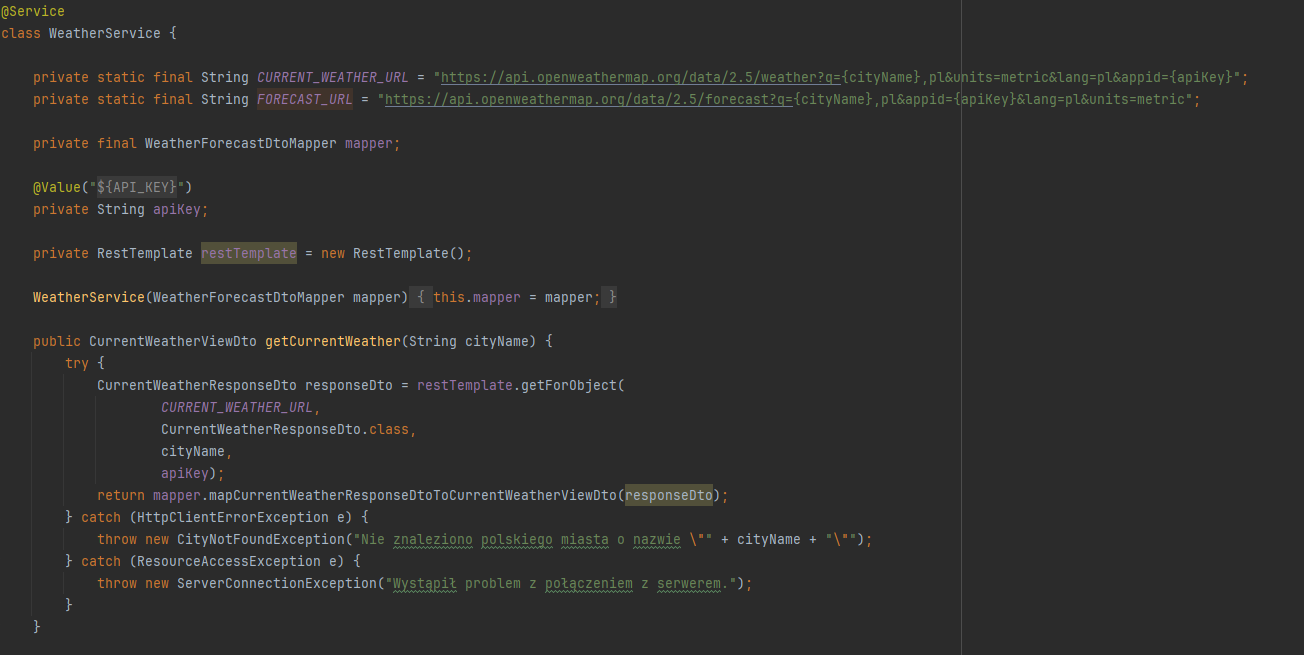 @Service
class WeatherService {
private static final String CURRENT_WEATHER_URL = "https://api.openweathermap.org/data/2.5/weather?q={cityName},pl&units=metric&lang=pl&appid={apiKey}";
private static final String FORECAST_URL = "https://api.openweathermap.org/data/2.5/forecast?q={cityName},pl&appid={apiKey}&lang=pl&units=metric";
private final WeatherForecastDtoMapper mapper;
@Value("${API_KEY}")
private String apiKey;
private RestTemplate restTemplate = new RestTemplate();
WeatherService(WeatherForecastDtoMapper mapper) { this.mapper = mapper; }
public CurrentWeatherViewDto getCurrentWeather(String cityName) {
try {
CurrentWeatherResponseDto responseDto = restTemplate.getForObject(
CURRENT_WEATHER_URL,
CurrentWeatherResponseDto.class,
cityName,
apiKey);
return mapper.mapCurrentWeatherResponseDtoToCurrentWeatherViewDto(responseDto);
} catch (HttpClientErrorException e) {
throw new CityNotFoundException("Nie znaleziono polskiego miasta o nazwie \"" + cityName + "\"");
} catch (ResourceAccessException e) {
throw new ServerConnectionException("Wystąpił problem z połączeniem z serwerem.");
}
}